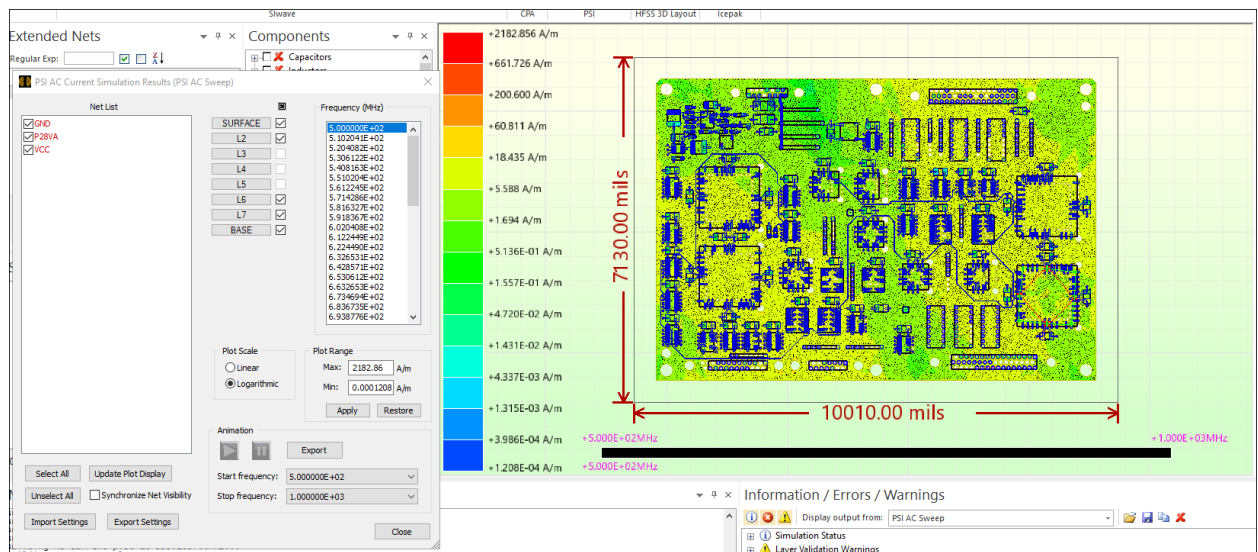 SIwave
CPA
PSI
HFSS 3D Layout
Icepak
Extended Nets
Components
Regular Exp:
Capacitors
PSI AC Current Simulation Results (PSI AC Sweep)
Net List
GND
P28VA
VCC
SURFACE
L2
L3
L4
L5
L6
L7
BASE
Frequency (MHz)
5.000000E+02
5.102041E+02
5.204082E+02
5.306122E+02
5.408163E+02
5.510204E+02
5.612245E+02
5.714286E+02
5.816327E+02
5.918367E+02
6.020408E+02
6.122449E+02
6.224490E+02
6.326531E+02
6.428571E+02
6.530612E+02
6.632653E+02
6.734694E+02
6.836735E+02
6.938776E+02
Plot Scale
Linear
Logarithmic
Plot Range
Max: 2182.86 A/m
Min: 0.0001208 A/m
Apply
Restore
Animation
Export
Start frequency: 5.000000E+02
Stop frequency: 1.000000E+03
Select All
Update Plot Display
Unselect All
Synchronize Net Visibility
Import Settings
Export Settings
Close
+2182.856 A/m
+661.726 A/m
+200.600 A/m
+60.811 A/m
+18.435 A/m
+5.588 A/m
+1.694 A/m
+5.136E-01 A/m
+1.557E-01 A/m
+4.720E-02 A/m
+1.431E-02 A/m
+4.337E-03 A/m
+1.315E-03 A/m
+3.986E-04 A/m
+1.208E-04 A/m
7130.00 mils
10010.00 mils
+5.000E+02MHz
+1.000E+03MHz
+5.000E+02MHz
Information / Errors / Warnings
Display output from: PSI AC Sweep
Simulation Status
Layer Validation Warnings